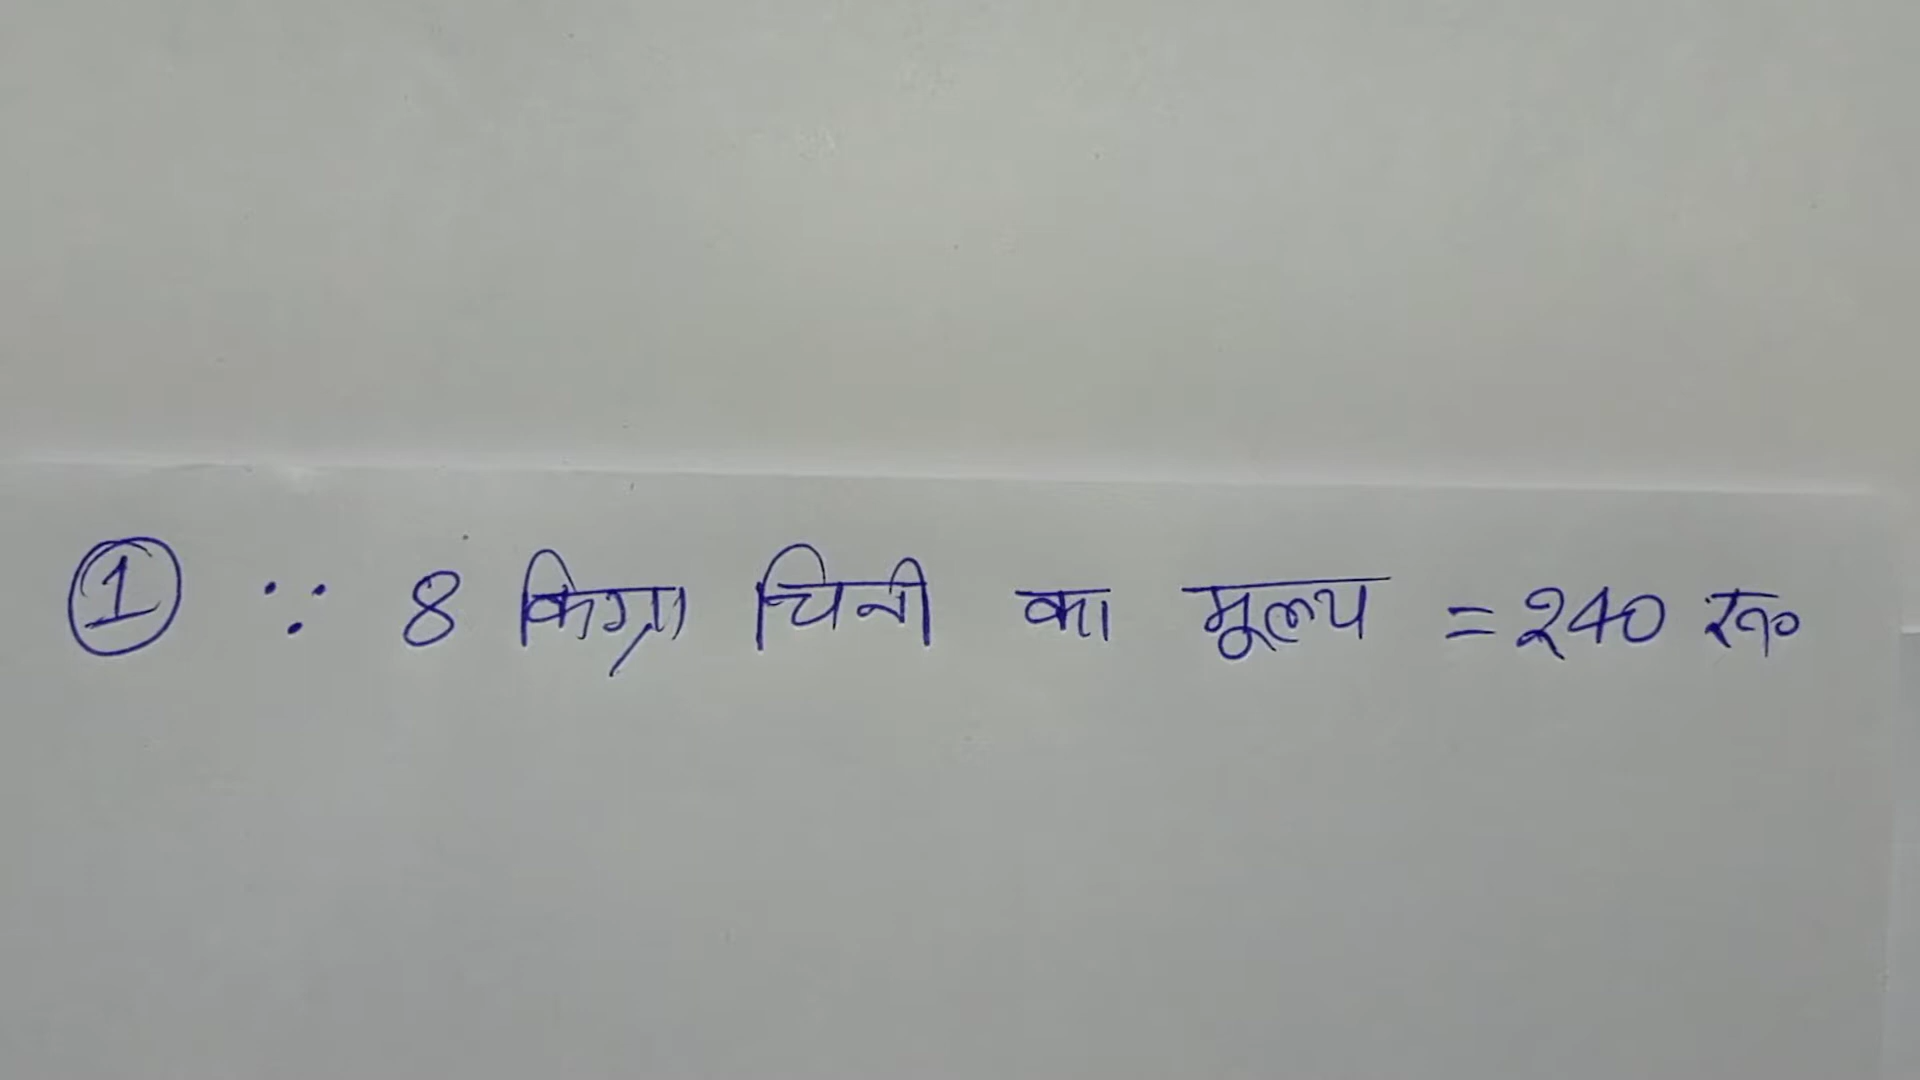 ① ∵ 8 किग्रा चिनी का मूल्य = 240 रू०